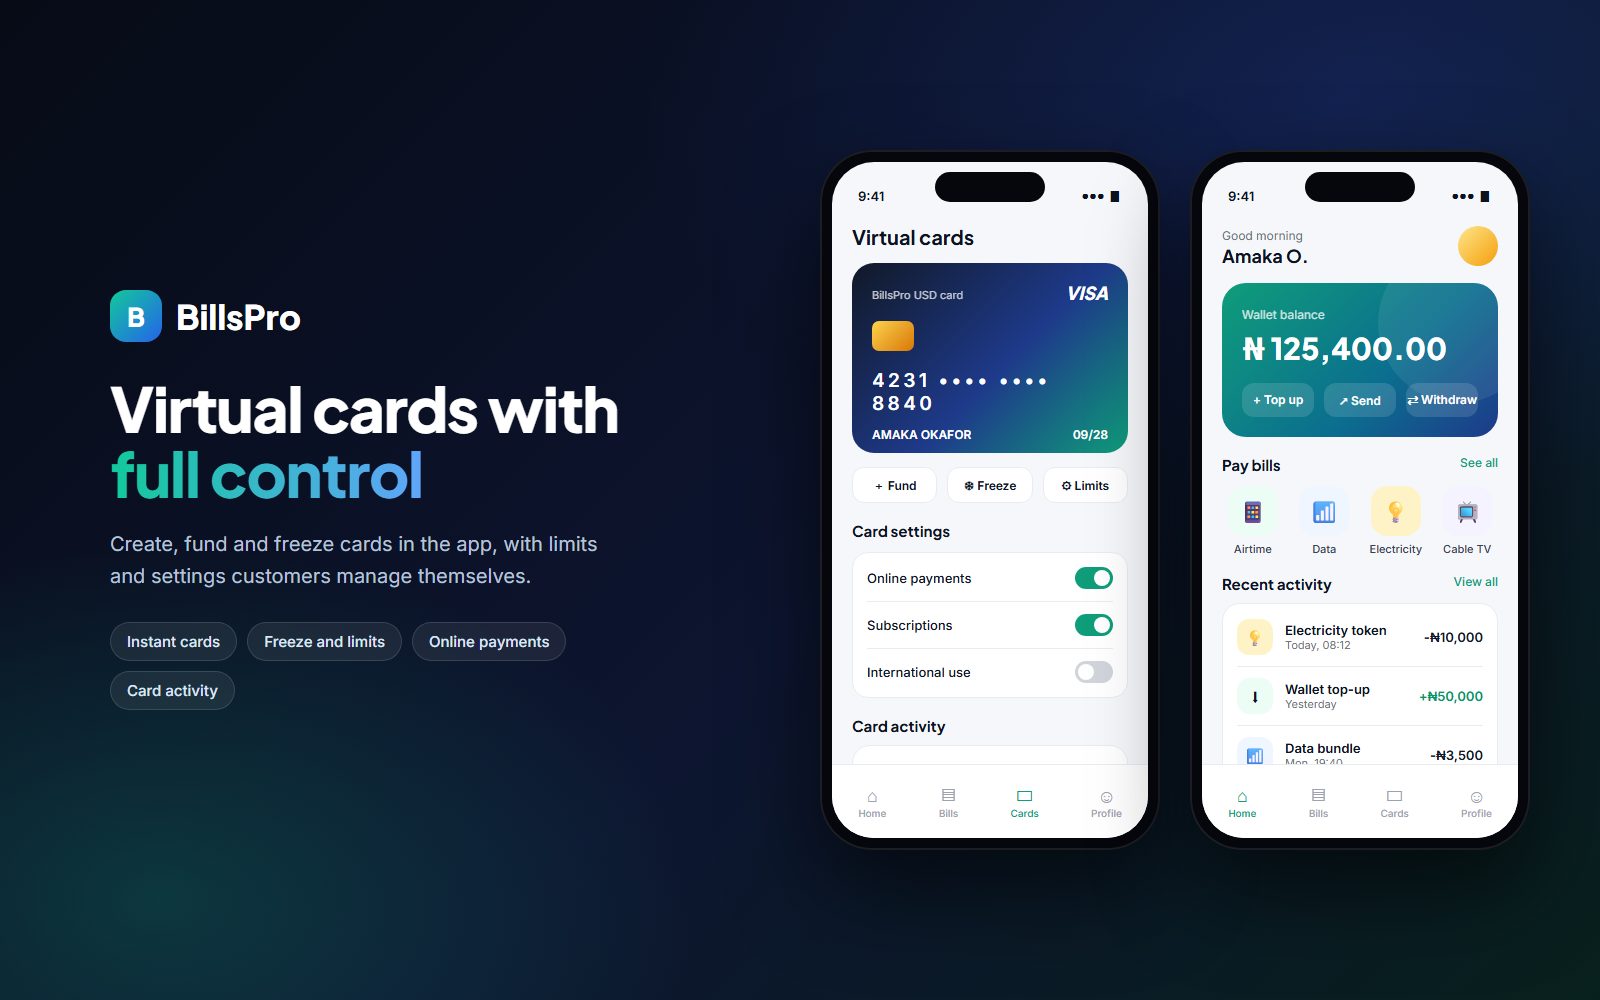 B BillsPro
Virtual cards with
full control
Create, fund and freeze cards in the app, with limits
and settings customers manage themselves.
Instant cards Freeze and limits Online payments
Card activity
9:41
Virtual cards
BillsPro USD card VISA
4231 •••• ••••
8840
AMAKA OKAFOR 09/28
+ Fund ❄ Freeze ⚙ Limits
Card settings
Online payments
Subscriptions
International use
Card activity
Home Bills Cards Profile
9:41
Good morning
Amaka O.
Wallet balance
₦125,400.00
+ Top up ↗ Send ⇄ Withdraw
Pay bills See all
Airtime Data Electricity Cable TV
Recent activity View all
Electricity token -₦10,000
Today, 08:12
Wallet top-up +₦50,000
Yesterday
Data bundle -₦3,500
Mon, 19:40
Home Bills Cards Profile